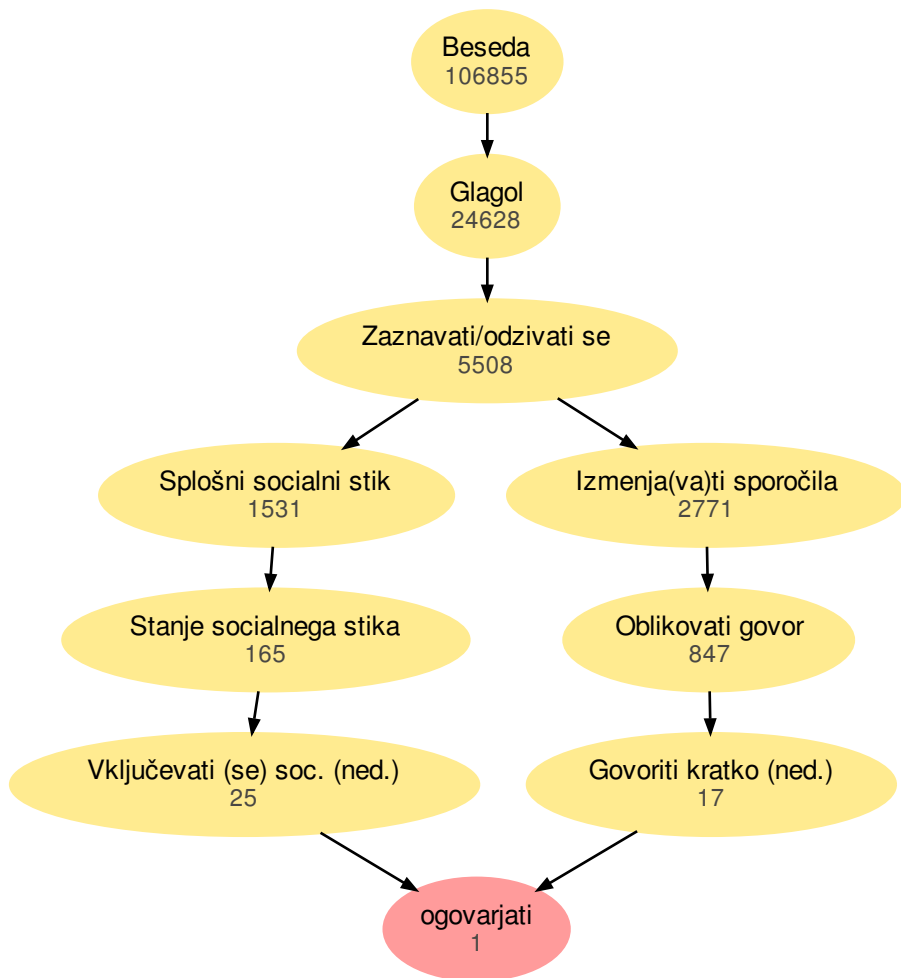 Beseda
106855
Glagol
24628
Zaznavati/odzivati se
5508
Splošni socialni stik
1531
Izmenja(va)ti sporočila
2771
Stanje socialnega stika
165
Oblikovati govor
847
Vključevati (se) soc. (ned.)
25
Govoriti kratko (ned.)
17
ogovarjati
1